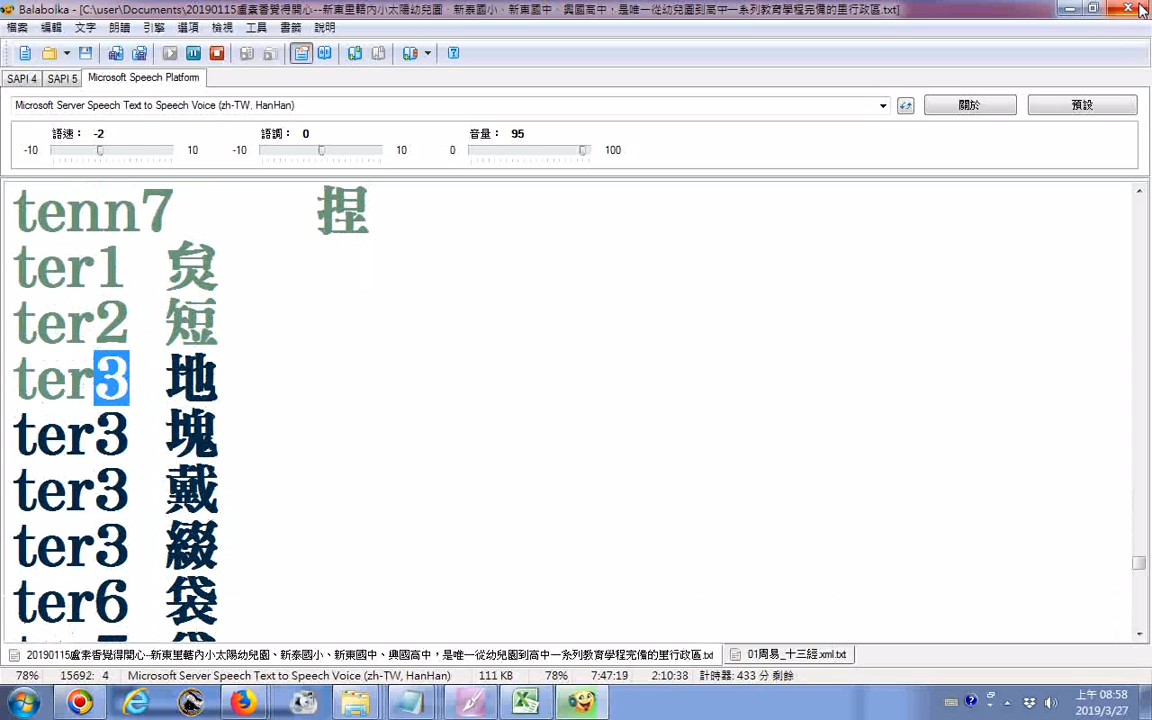 Balabolka - [C:\user\Documents\20190115盧素香覺得開心--新東里轄內小太陽幼兒園、新泰國小、新東國中、興國高中，是唯一從幼兒園到高中一系列教育學程完備的里行政區.txt]
檔案 編輯 文字 朗讀 引擎 選項 檢視 工具 書籤 說明
SAPI 4 SAPI 5 Microsoft Speech Platform
Microsoft Server Speech Text to Speech Voice (zh-TW, HanHan) 關於 預設
語速： -2 語調： 0 音量： 95
-10 10 -10 10 0 100
tenn7 捏
ter1 炱
ter2 短
ter3 地
ter3 塊
ter3 戴
ter3 綴
ter6 袋
20190115盧素香覺得開心--新東里轄內小太陽幼兒園、新泰國小、新東國中、興國高中，是唯一從幼兒園到高中一系列教育學程完備的里行政區.txt 01周易_十三經.xml.txt
78% 15692: 4 Microsoft Server Speech Text to Speech Voice (zh-TW, HanHan) 111 KB 78% 7:47:19 2:10:38 計時器: 433 分 剩餘
上午 08:58
2019/3/27